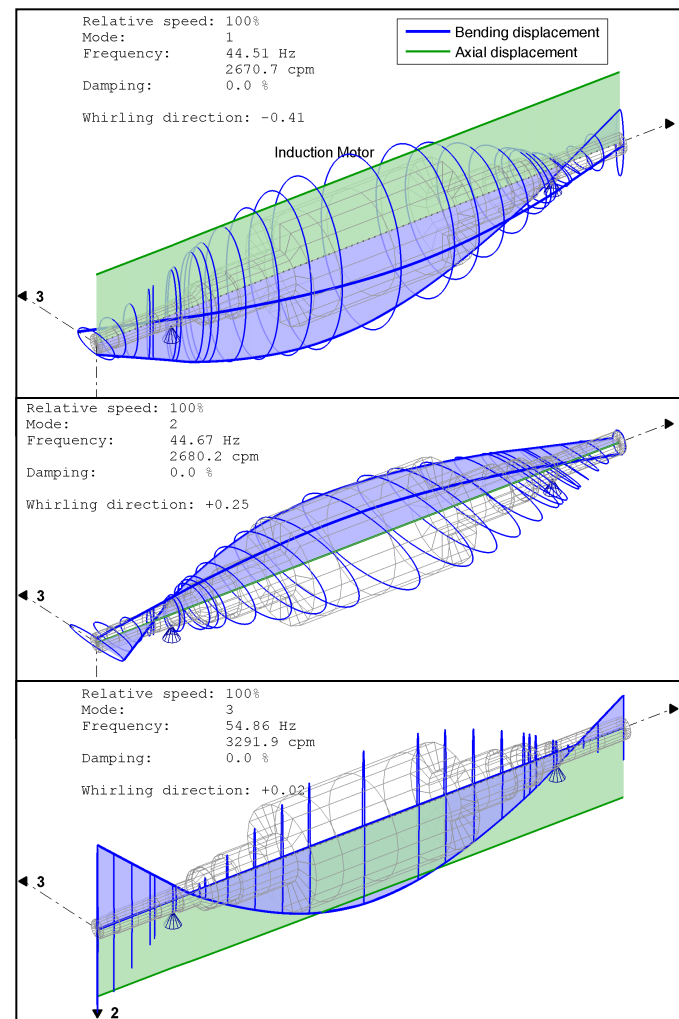 Relative speed: 100%
Mode: 1
Frequency: 44.51 Hz
2670.7 cpm
Damping: 0.0 %
Whirling direction: -0.41
Bending displacement
Axial displacement
Induction Motor
3
Relative speed: 100%
Mode: 2
Frequency: 44.67 Hz
2680.2 cpm
Damping: 0.0 %
Whirling direction: +0.25
3
Relative speed: 100%
Mode: 3
Frequency: 54.86 Hz
3291.9 cpm
Damping: 0.0 %
Whirling direction: +0.02
3
2